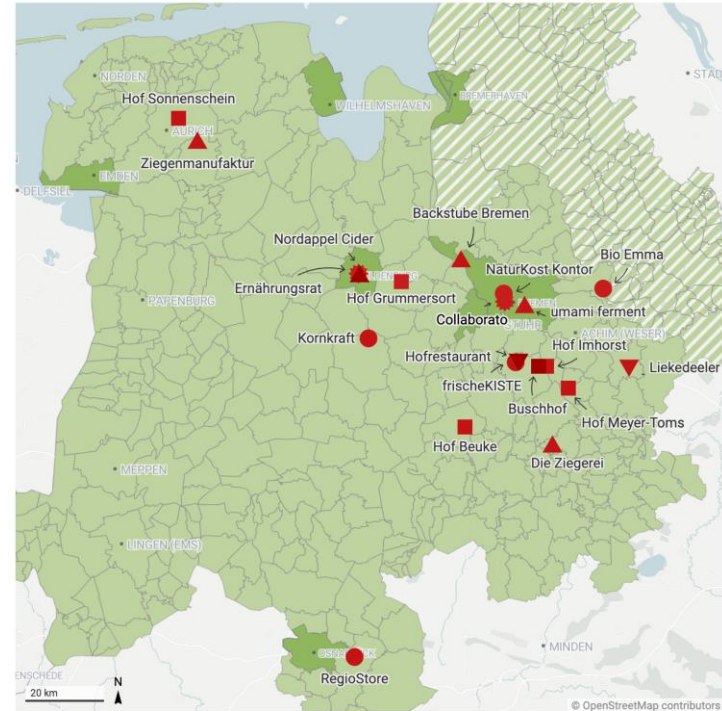 NORDEN
Hof Sonnenschein
AURICH
Ziegenmanufaktur
EMDEN
DELFSIEL
WILHELMSHAVEN
BREMERHAVEN
STAD
Backstube Bremen
Nordappel Cider
Ernährungsrat
Hof Grummersort
NaturKost Kontor
Bio Emma
PAPENBURG
Collaborato
umami ferment
STUHR
ACHIM (WESER)
Kornkraft
Hofrestaurant
Hof Imhorst
Liekedeeler
frischeKISTE
Buschhof
Hof Meyer-Toms
Hof Beuke
Die Ziegerei
MEPPEN
LINGEN (EMS)
MINDEN
ENSCHEDE
RegioStore
20 km
N
© OpenStreetMap contributors